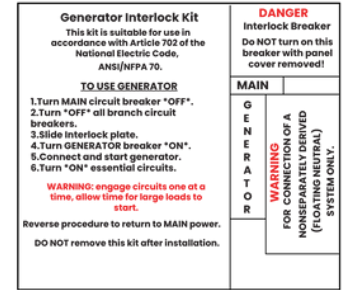 Generator Interlock Kit
This kit is suitable for use in
accordance with Article 702 of the
National Electric Code,
ANSI/NFPA 70.
TO USE GENERATOR
1.Turn MAIN circuit breaker *OFF*.
2.Turn *OFF* all branch circuit
breakers.
3.Slide Interlock plate.
4.Turn GENERATOR breaker *ON*.
5.Connect and start generator.
6.Turn *ON* essential circuits.
WARNING: engage circuits one at a
time, allow time for large loads to
start.
Reverse procedure to return to MAIN power.
DO NOT remove this kit after installation.
DANGER
Interlock Breaker
Do NOT turn on this
breaker with panel
cover removed!
MAIN
GENERATOR
WARNING
FOR CONNECTION OF A
NONSEPARATELY DERIVED
(FLOATING NEUTRAL)
SYSTEM ONLY.